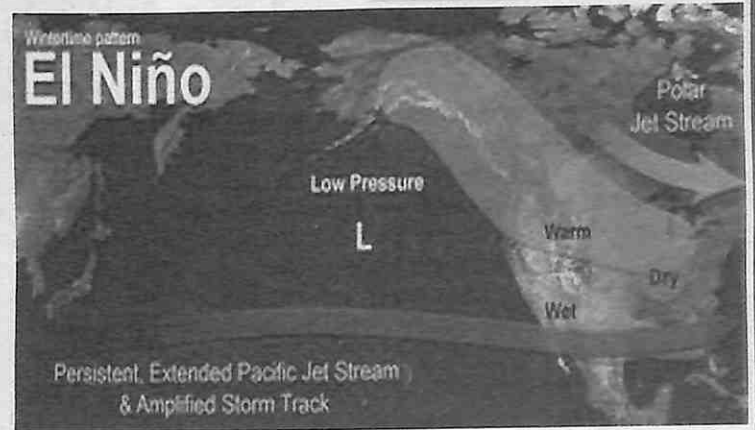 Wintertime pattern
El Niño
Polar
Jet Stream
Low Pressure
L
Warm
Dry
Wet
Persistent, Extended Pacific Jet Stream
& Amplified Storm Track